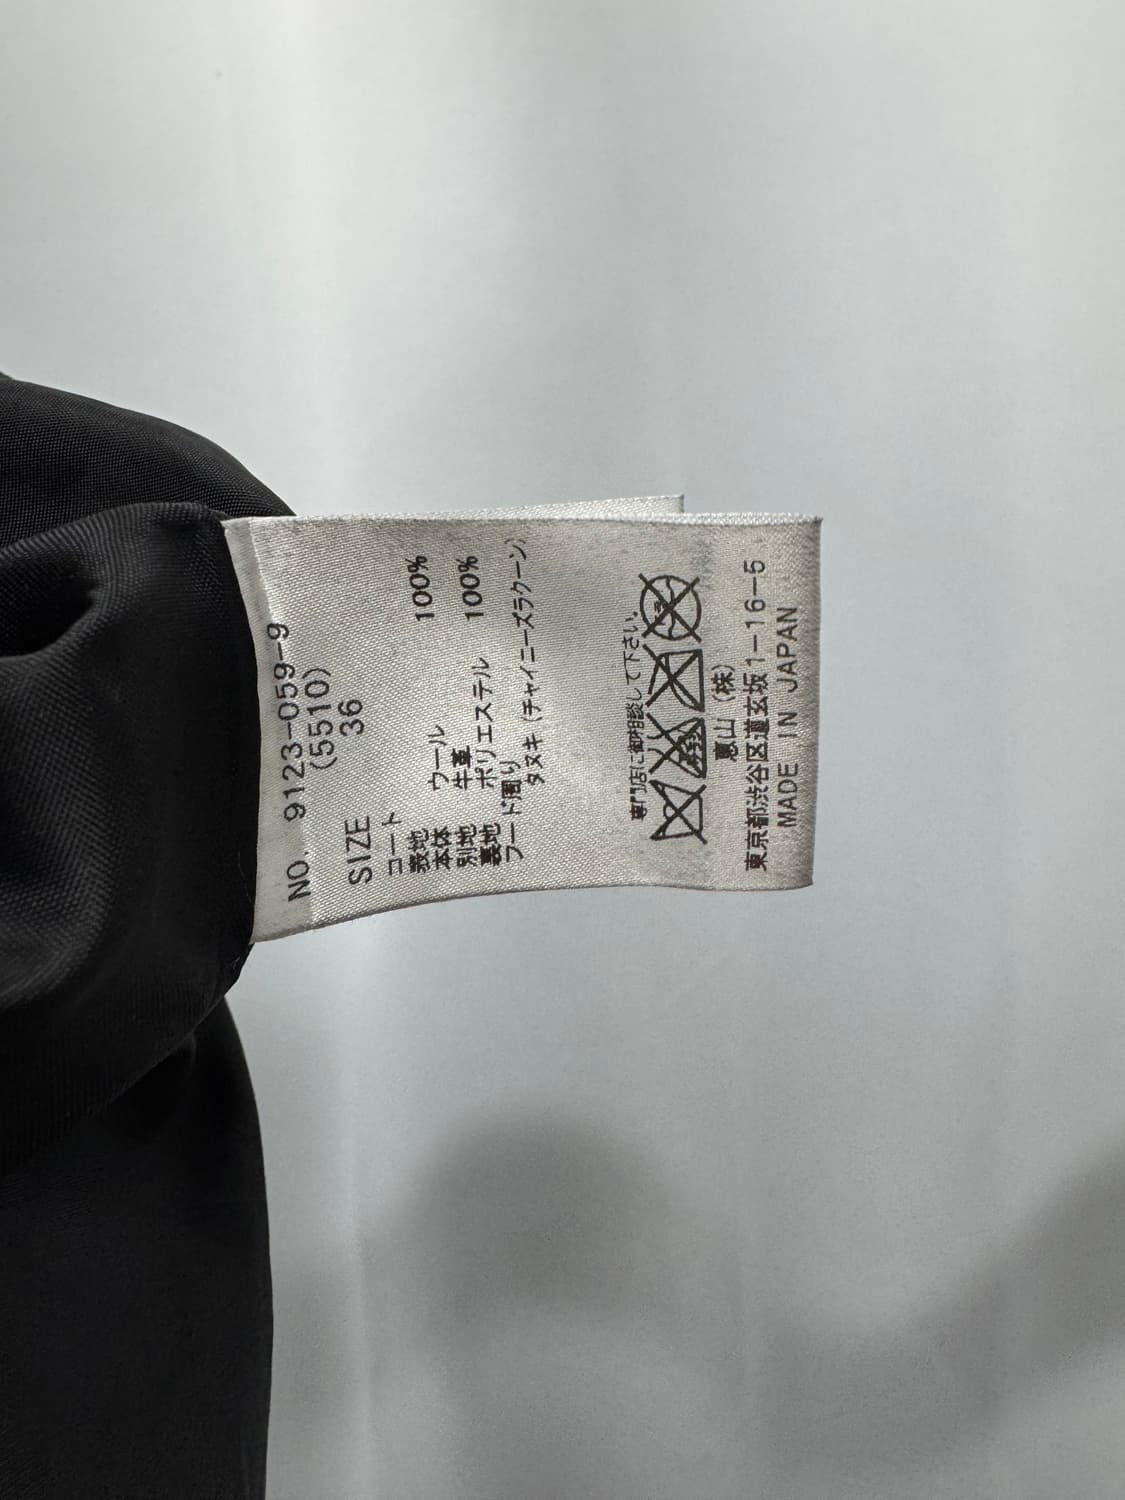 NO. 9123-059-9
(5510)
SIZE 36
コート
表地
本体 ウール 100%
別地 牛革
裏地 ポリエステル 100%
フード周り
タヌキ(チャイニーズラクーン)
専門店に御相談して下さい。
恵山(株)
東京都渋谷区道玄坂1-16-5
MADE IN JAPAN